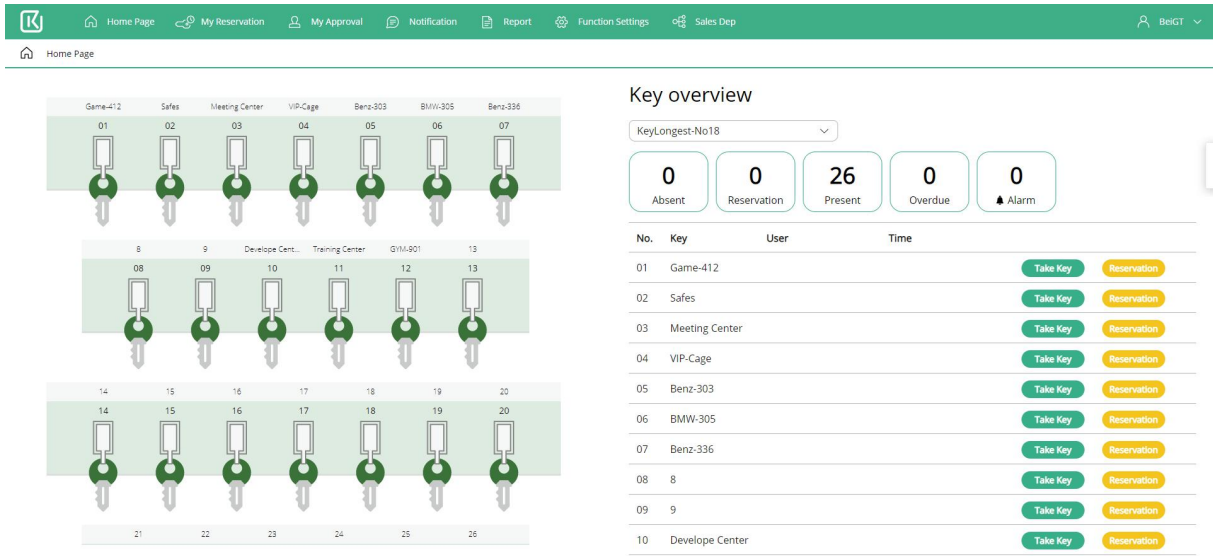 Home Page My Reservation My Approval Notification Report Function Settings Sales Dep BeiGT
Home Page
Game-412 Safes Meeting Center VIP-Cage Benz-303 BMW-305 Benz-336
01 02 03 04 05 06 07
8 9 Develope Cent... Training Center GYM-901 13
08 09 10 11 12 13
14 15 16 17 18 19 20
14 15 16 17 18 19 20
21 22 23 24 25 26
Key overview
KeyLongest-No18
0 0 26 0 0
Absent Reservation Present Overdue Alarm
No. Key User Time
01 Game-412 Take Key Reservation
02 Safes Take Key Reservation
03 Meeting Center Take Key Reservation
04 VIP-Cage Take Key Reservation
05 Benz-303 Take Key Reservation
06 BMW-305 Take Key Reservation
07 Benz-336 Take Key Reservation
08 8 Take Key Reservation
09 9 Take Key Reservation
10 Develope Center Take Key Reservation